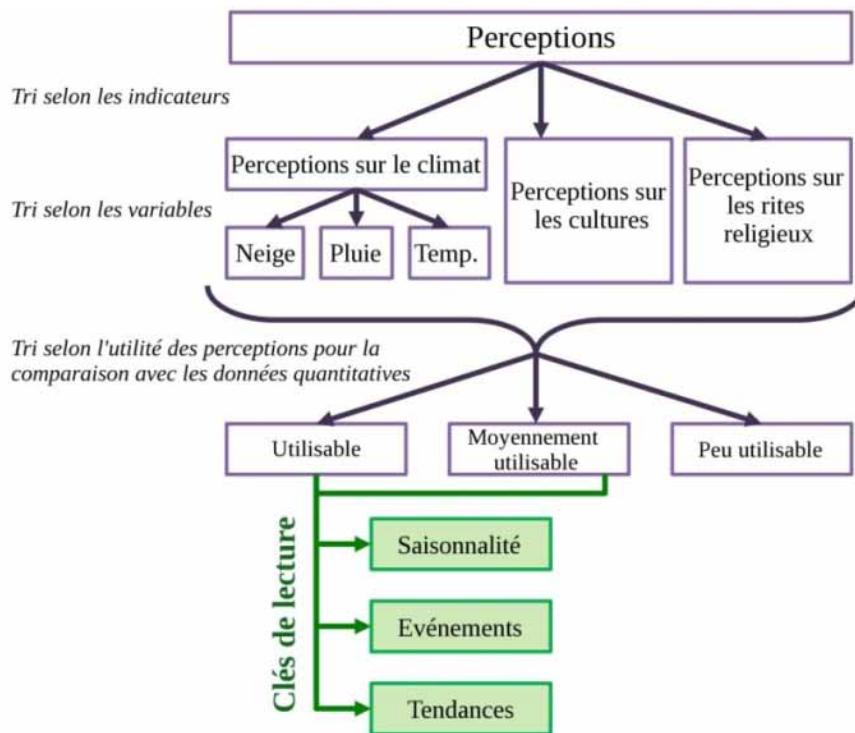 Perceptions
Tri selon les indicateurs
Perceptions sur le climat
Perceptions sur
les cultures
Perceptions sur
les rites
religieux
Tri selon les variables
Neige
Pluie
Temp.
Tri selon l'utilité des perceptions pour la
comparaison avec les données quantitatives
Utilisable
Moyennement
utilisable
Peu utilisable
Clés de lecture
Saisonnalité
Evénements
Tendances